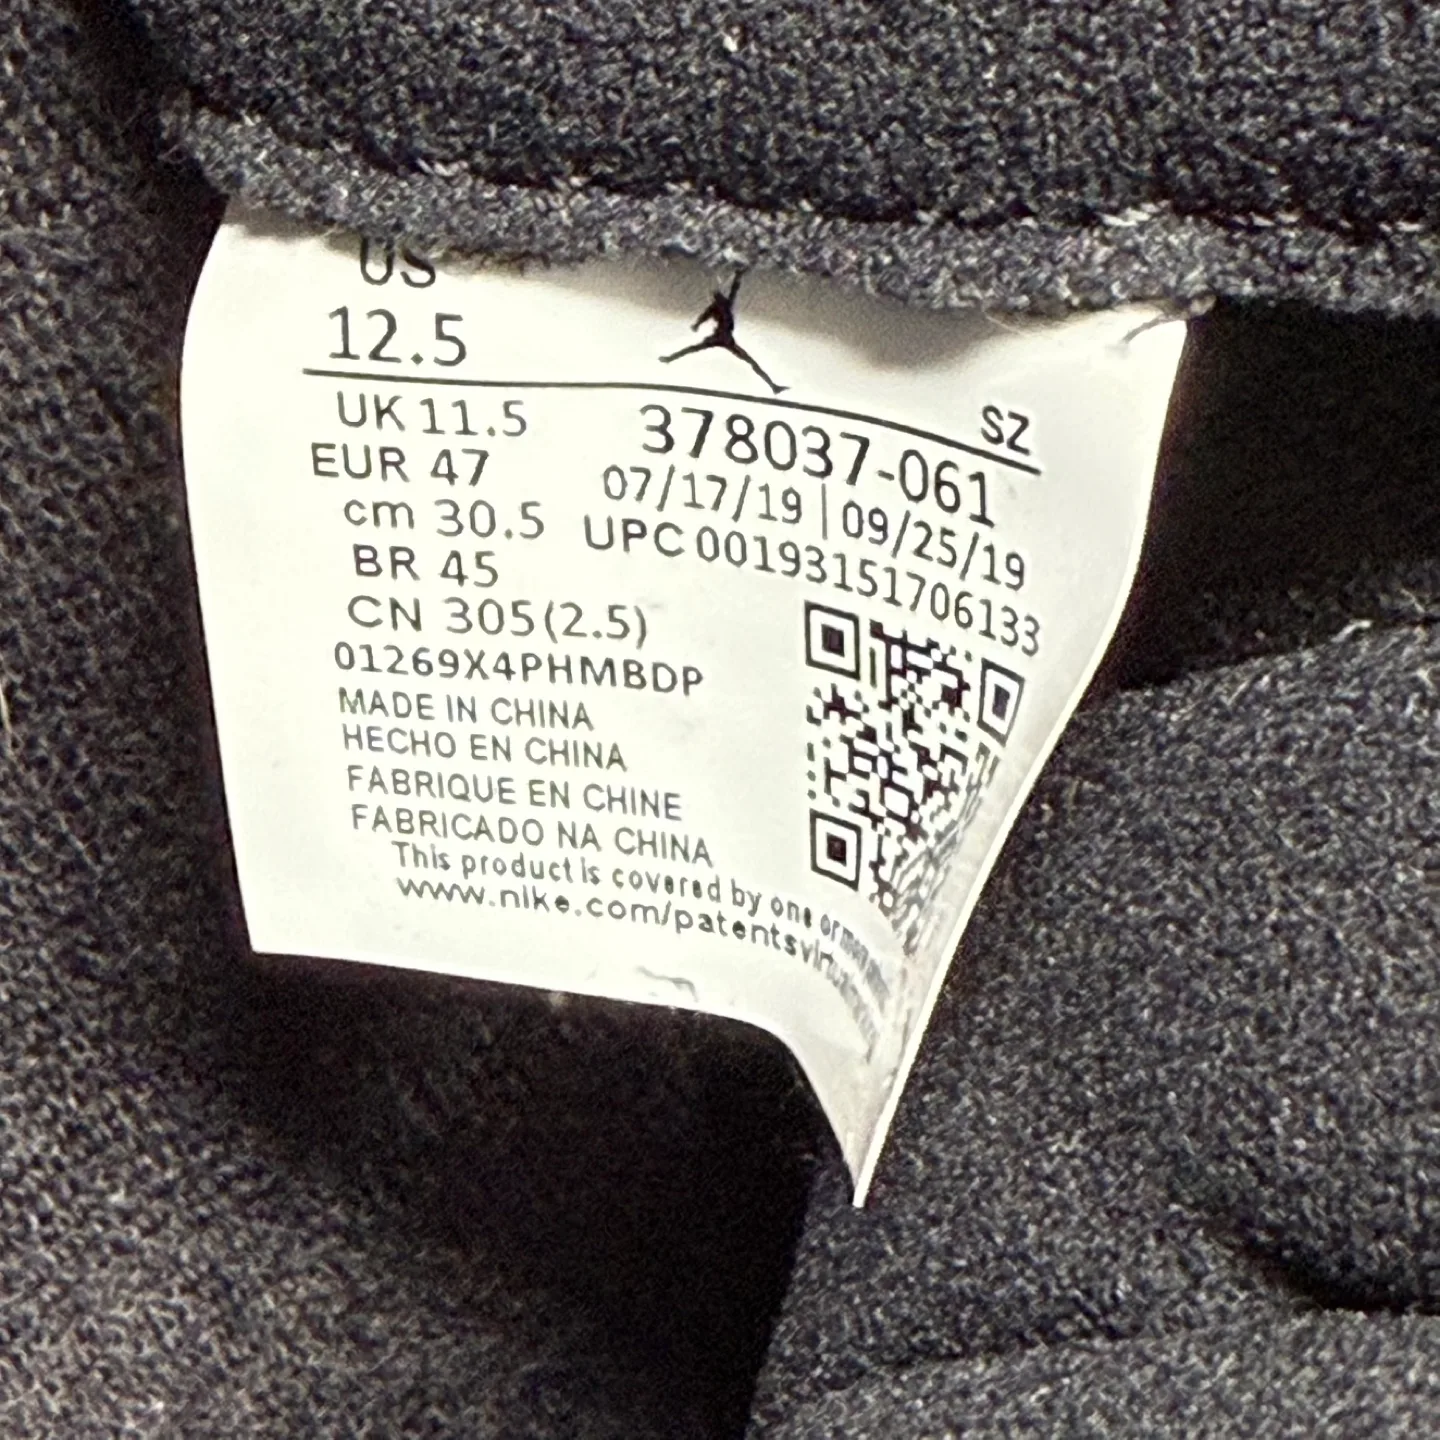 US
12.5
SZ
UK 11.5
378037-061
EUR 47
07/17/19 | 09/25/19
cm 30.5
UPC 00193151706133
BR 45
CN 305(2.5)
01269X4PHMBDP
MADE IN CHINA
HECHO EN CHINA
FABRIQUE EN CHINE
FABRICADO NA CHINA
This product is covered by one or
www.nike.com/patents